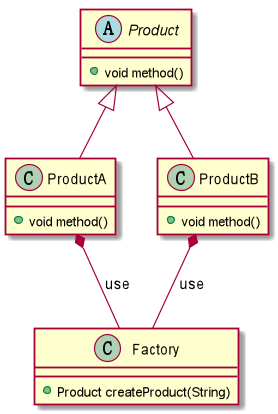 A Product
void method()
C ProductA
C ProductB
void method()
void method()
use
use
C Factory
Product createProduct(String)